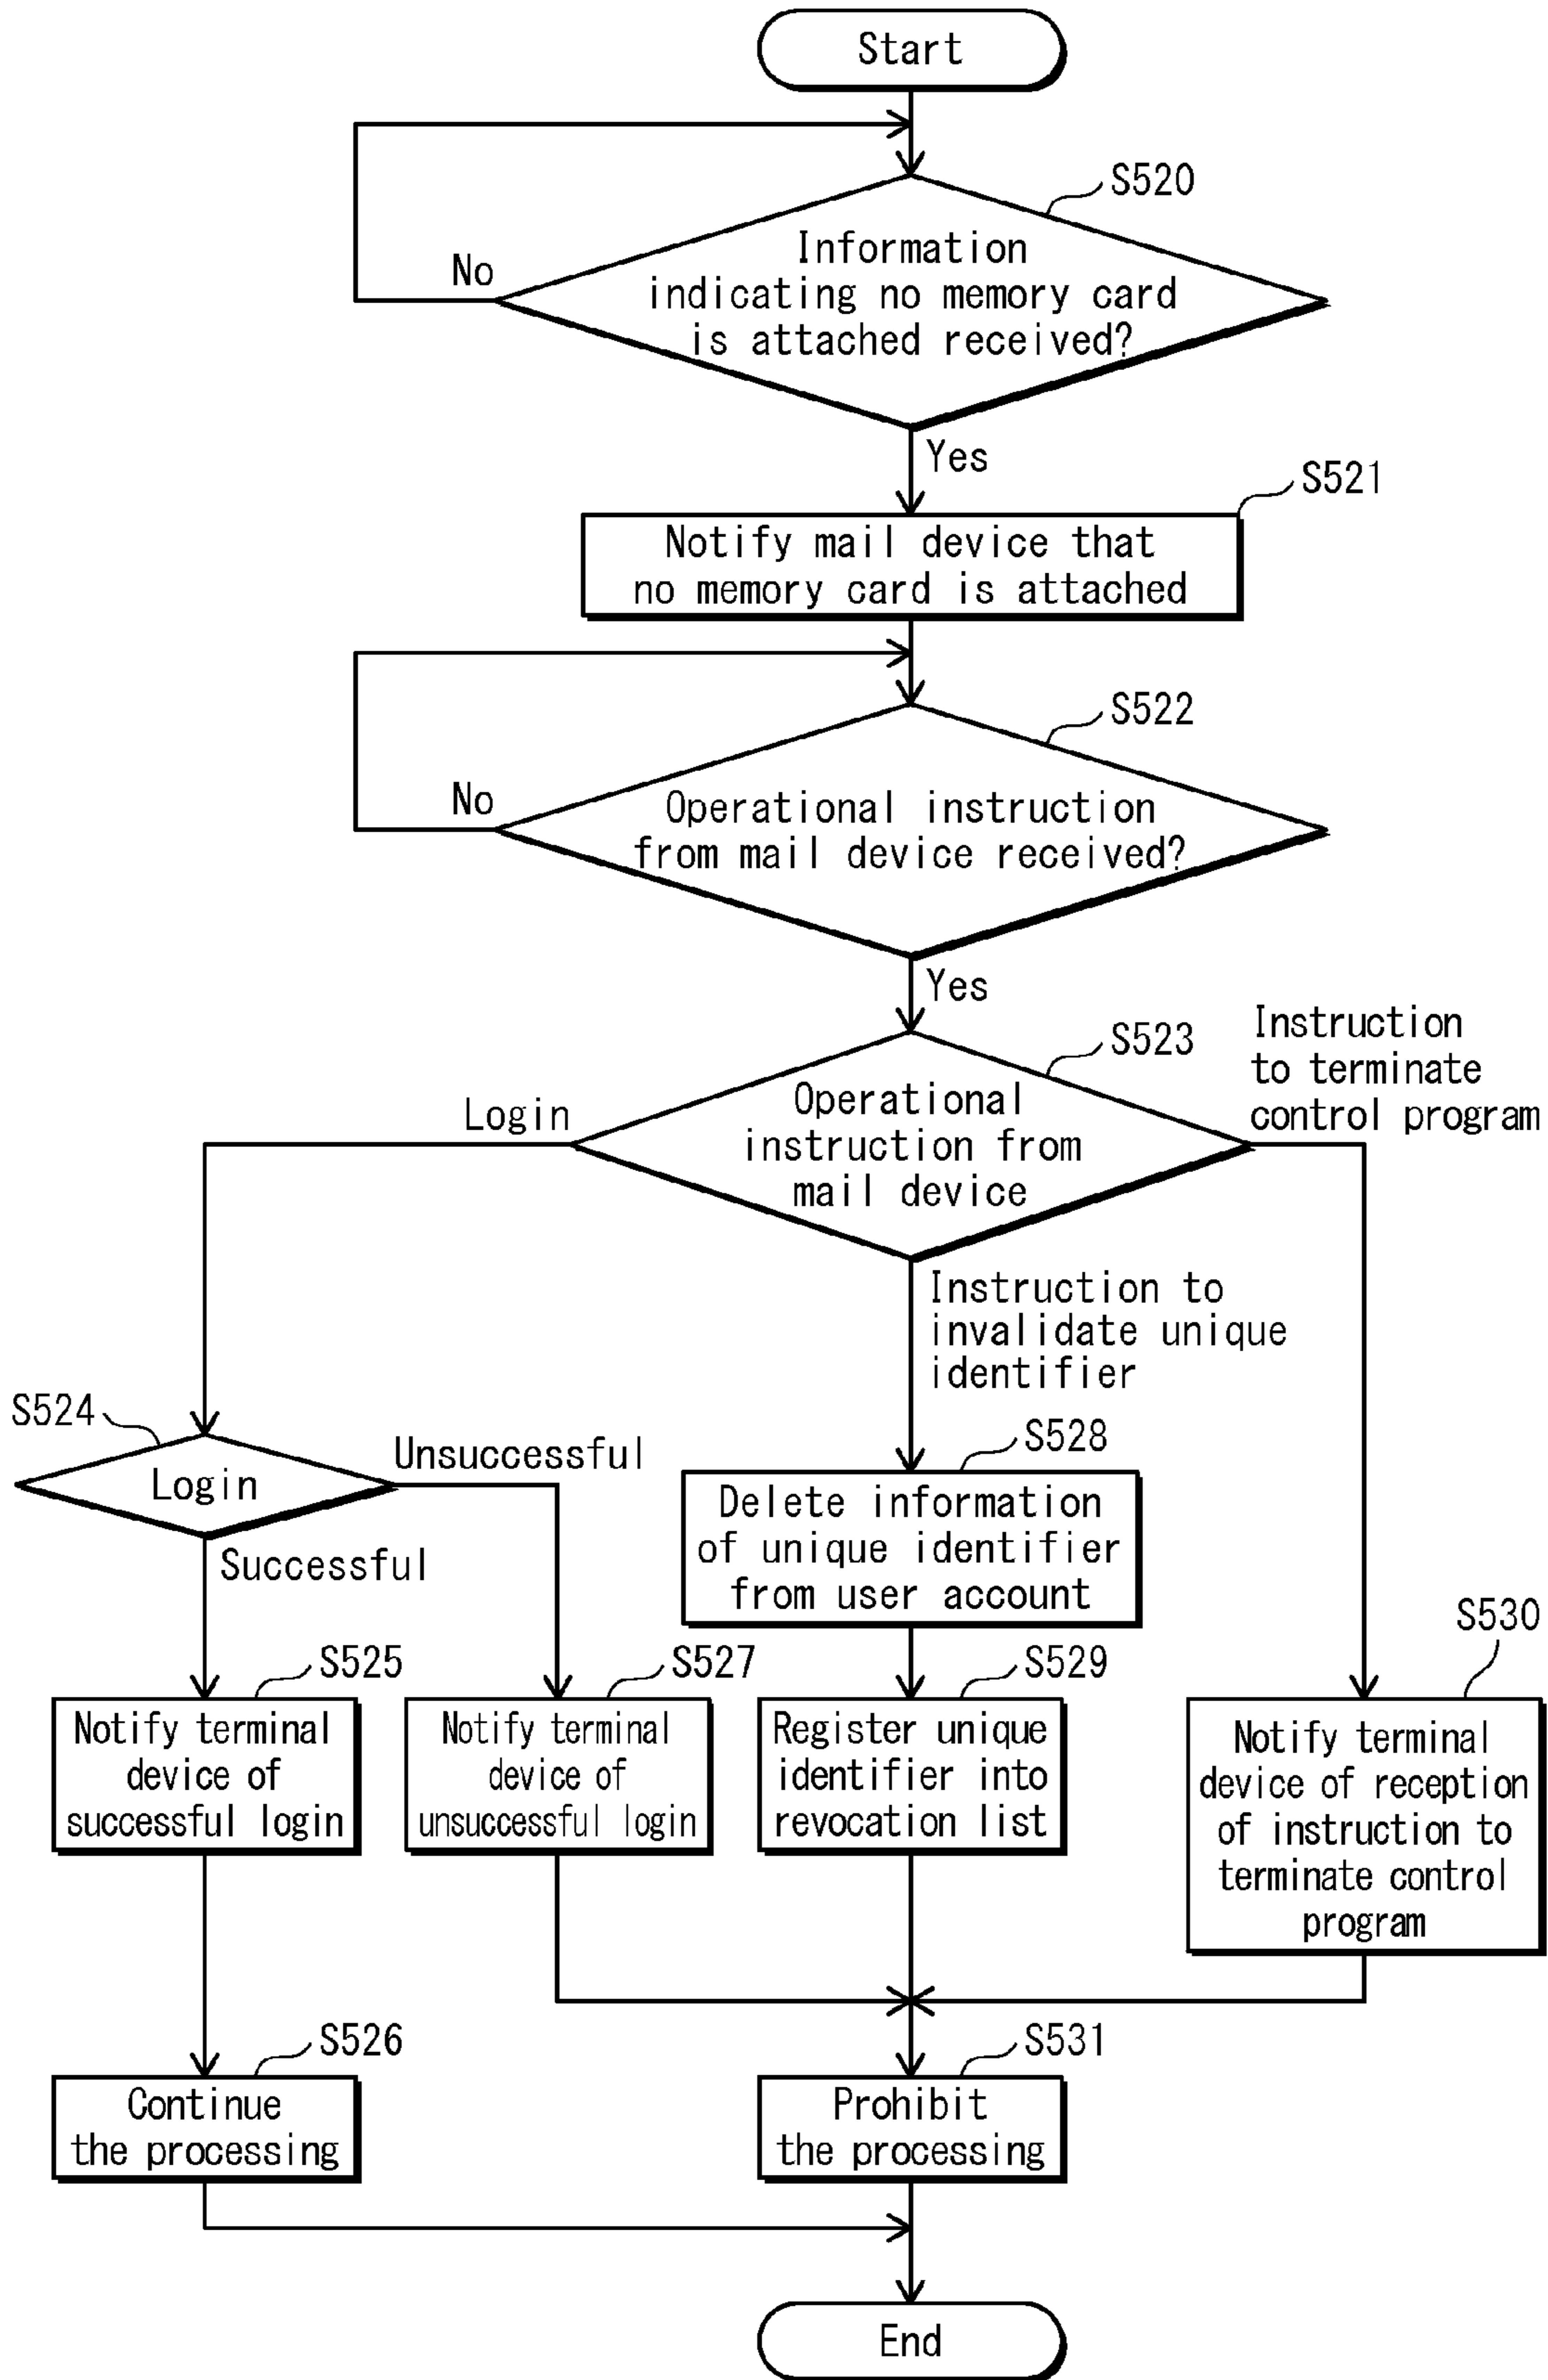 Start
S520
Information
indicating no memory card
is attached received?
No
Yes
S521
Notify mail device that
no memory card is attached
S522
Operational instruction
from mail device received?
No
Yes
S523
Operational
instruction from
mail device
Login
Instruction
to terminate
control program
Instruction to
invalidate unique
identifier
S524
Login
Unsuccessful
Successful
S528
Delete information
of unique identifier
from user account
S525
Notify terminal
device of
successful login
S527
Notify terminal
device of
unsuccessful login
S529
Register unique
identifier into
revocation list
S530
Notify terminal
device of reception
of instruction to
terminate control
program
S526
Continue
the processing
S531
Prohibit
the processing
End